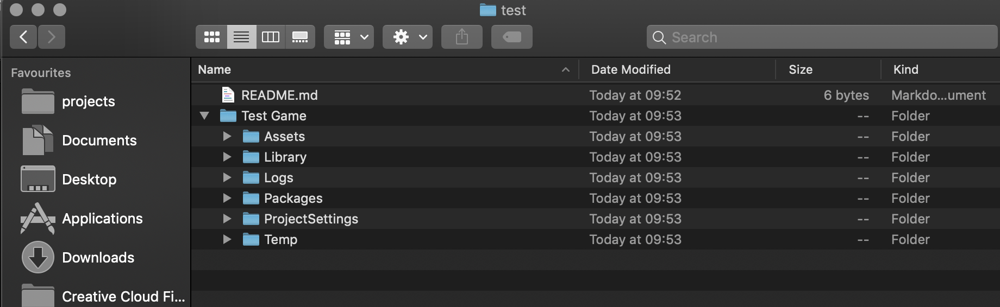 test
Search
Favourites
projects
Documents
Desktop
Applications
Downloads
Creative Cloud Fi...
Name Date Modified Size Kind
README.md Today at 09:52 6 bytes Markdo...ument
Test Game Today at 09:53 -- Folder
Assets Today at 09:53 -- Folder
Library Today at 09:53 -- Folder
Logs Today at 09:53 -- Folder
Packages Today at 09:53 -- Folder
ProjectSettings Today at 09:53 -- Folder
Temp Today at 09:53 -- Folder